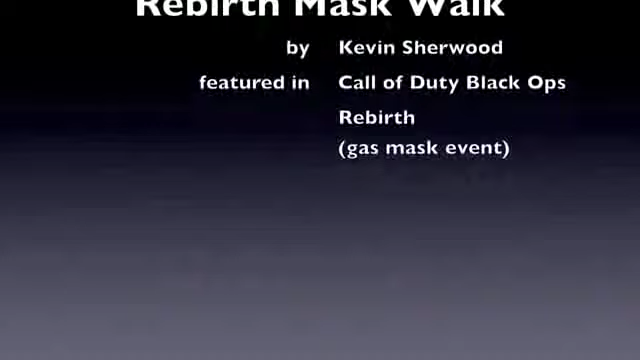 Rebirth Mask Walk
by Kevin Sherwood
featured in Call of Duty Black Ops
Rebirth
(gas mask event)